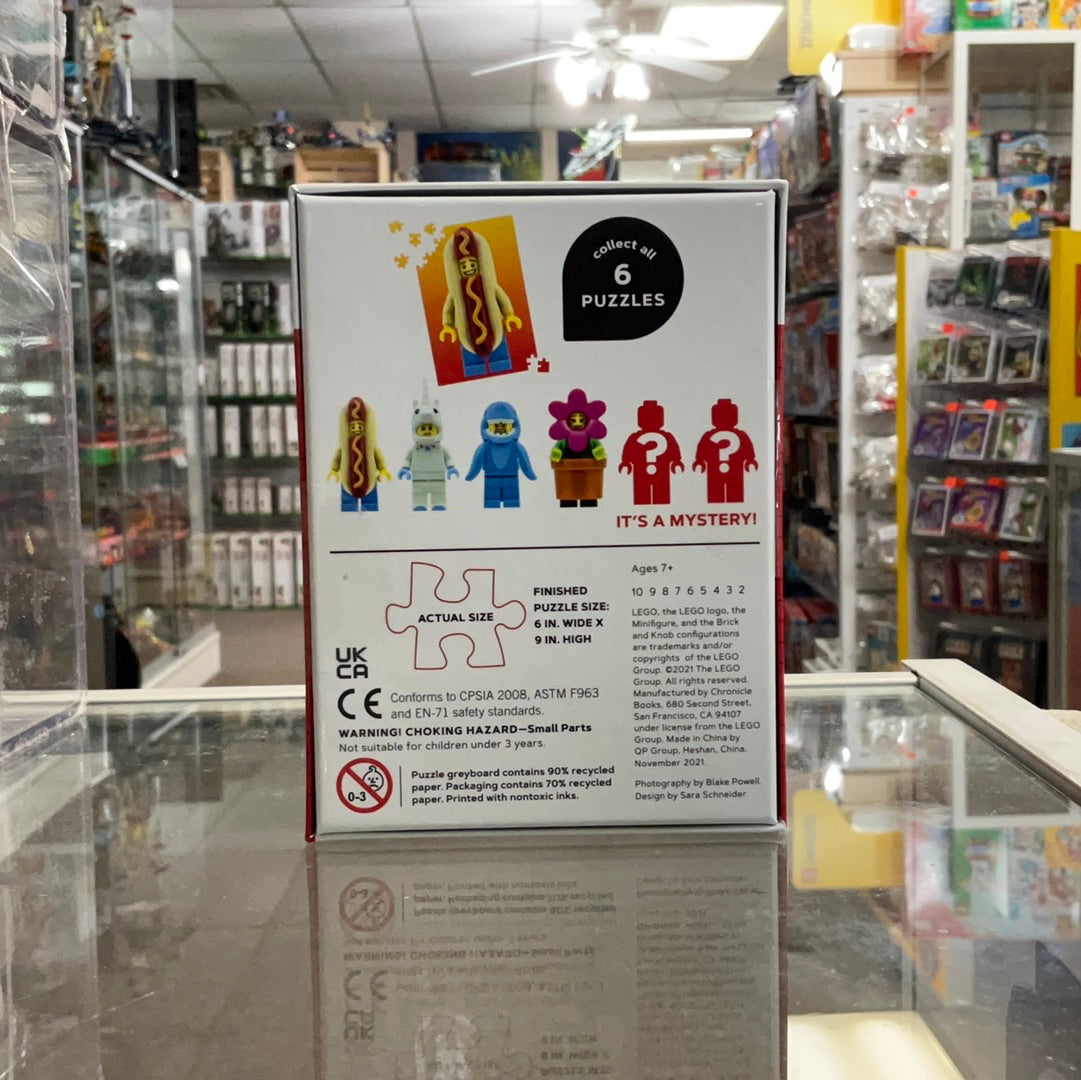 collect all
6
PUZZLES
? ?
IT'S A MYSTERY!
ACTUAL SIZE
FINISHED
PUZZLE SIZE:
6 IN. WIDE X
9 IN. HIGH
UK
CA
CE
Conforms to CPSIA 2008, ASTM F963
and EN-71 safety standards.
WARNING! CHOKING HAZARD—Small Parts
Not suitable for children under 3 years.
0-3
Puzzle greyboard contains 90% recycled
paper. Packaging contains 70% recycled
paper. Printed with nontoxic inks.
Ages 7+
10 9 8 7 6 5 4 3 2
LEGO, the LEGO logo, the
Minifigure, and the Brick
and Knob configurations
are trademarks and/or
copyrights of the LEGO
Group. ©2021 The LEGO
Group. All rights reserved.
Manufactured by Chronicle
Books, 680 Second Street,
San Francisco, CA 94107
under license from the LEGO
Group. Made in China by
QP Group, Heshan, China,
November 2021.
Photography by Blake Powell.
Design by Sara Schneider.